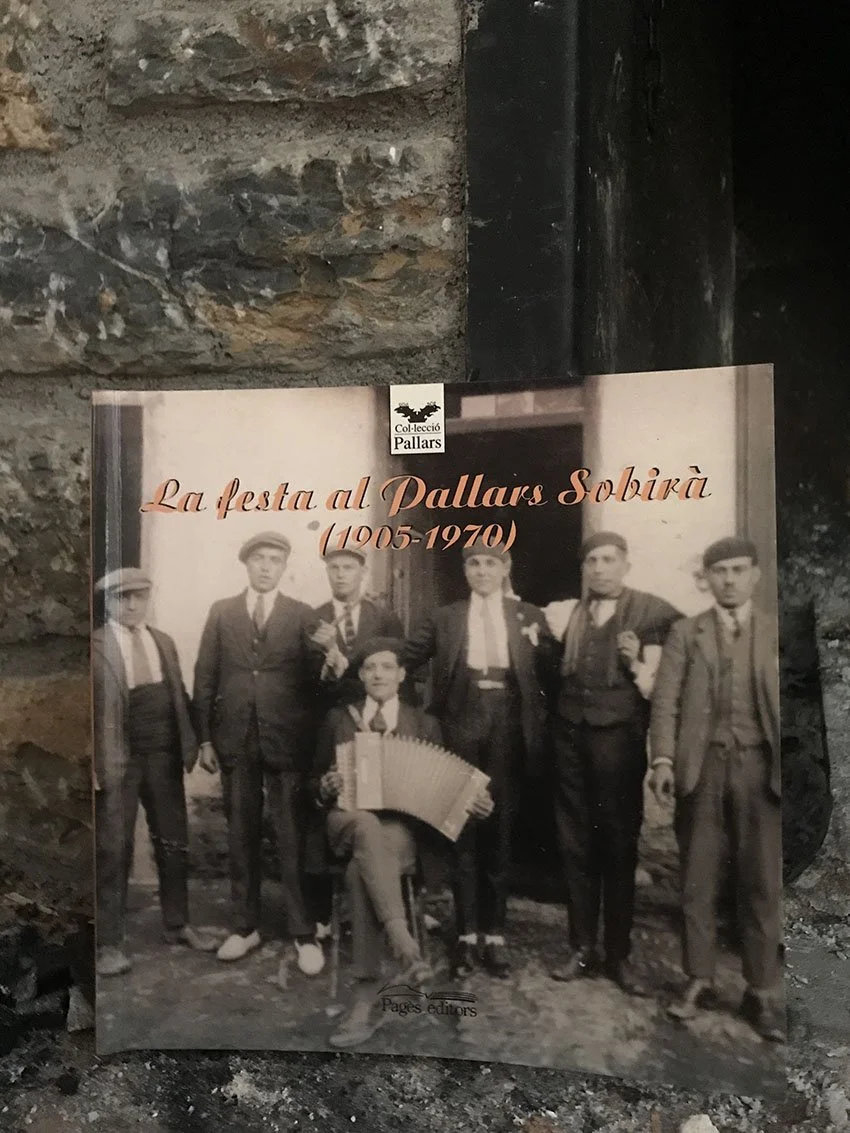 Col·lecció
Pallars
La festa al Pallars Sobirà
(1905-1970)
Pagès editors